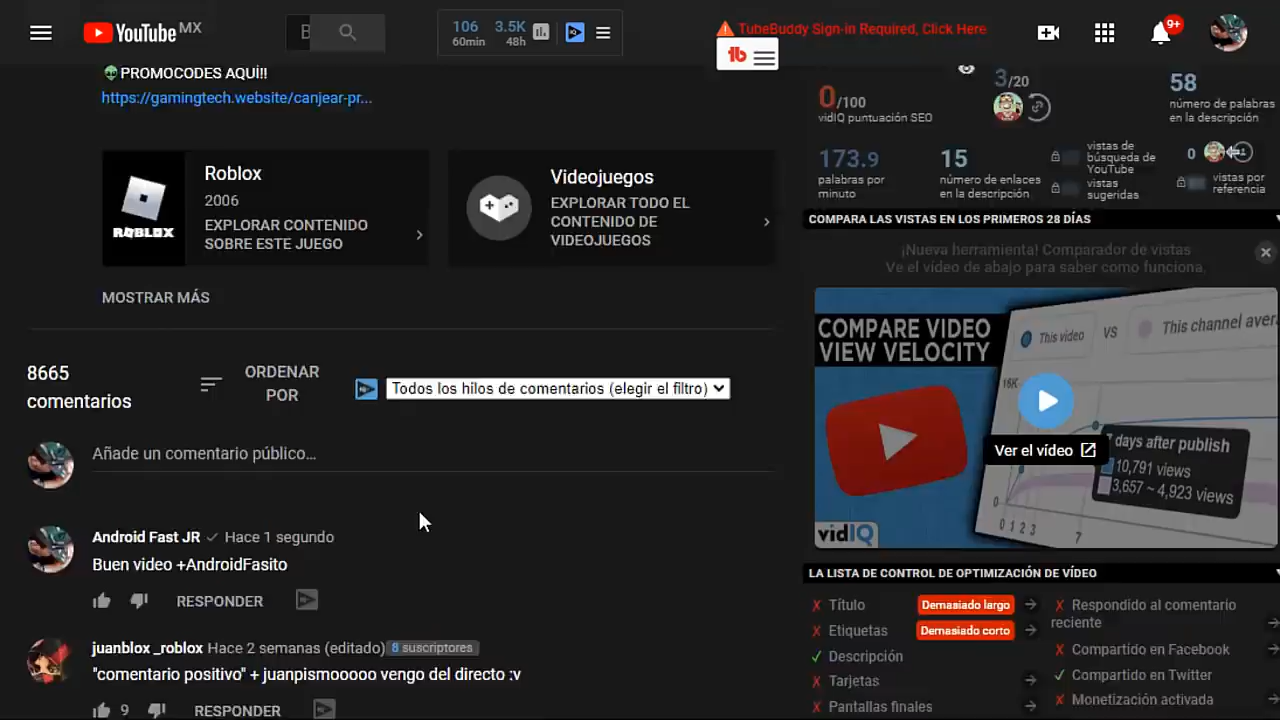 YouTube MX
106
60min
3.5K
48h
TubeBuddy Sign-in Required, Click Here
9+
PROMOCODES AQUÌ!!
https://gamingtech.website/canjear-pr...
ROBLOX
Roblox
2006
EXPLORAR CONTENIDO
SOBRE ESTE JUEGO
Videojuegos
EXPLORAR TODO EL
CONTENIDO DE
VIDEOJUEGOS
MOSTRAR MÁS
8665
comentarios
ORDENAR
POR
Todos los hilos de comentarios (elegir el filtro)
Añade un comentario público...
Android Fast JR Hace 1 segundo
Buen video +AndroidFasito
RESPONDER
juanblox _roblox Hace 2 semanas (editado) 8 suscriptores
"comentario positivo" + juanpismooooo vengo del directo :v
9 RESPONDER
0/100
vidIQ puntuación SEO
3/20
58
número de palabras
en la descripción
173.9
palabras por
minuto
15
número de enlaces
en la descripción
vistas de
búsqueda de
YouTube
vistas
sugeridas
0
vistas por
referencia
COMPARA LAS VISTAS EN LOS PRIMEROS 28 DÍAS
¡Nueva herramienta! Comparador de vistas
Ve el vídeo de abajo para saber como funciona.
COMPARE VIDEO
VIEW VELOCITY
This video VS This channel aver
16K
Ver el vídeo
7 days after publish
10,791 views
3,657 ~ 4,923 views
0
0 1 2 3 7
vidIQ
LA LISTA DE CONTROL DE OPTIMIZACIÓN DE VÍDEO
Título Demasiado largo
Etiquetas Demasiado corto
Descripción
Tarjetas
Pantallas finales
Respondido al comentario
reciente
Compartido en Facebook
Compartido en Twitter
Monetización activada